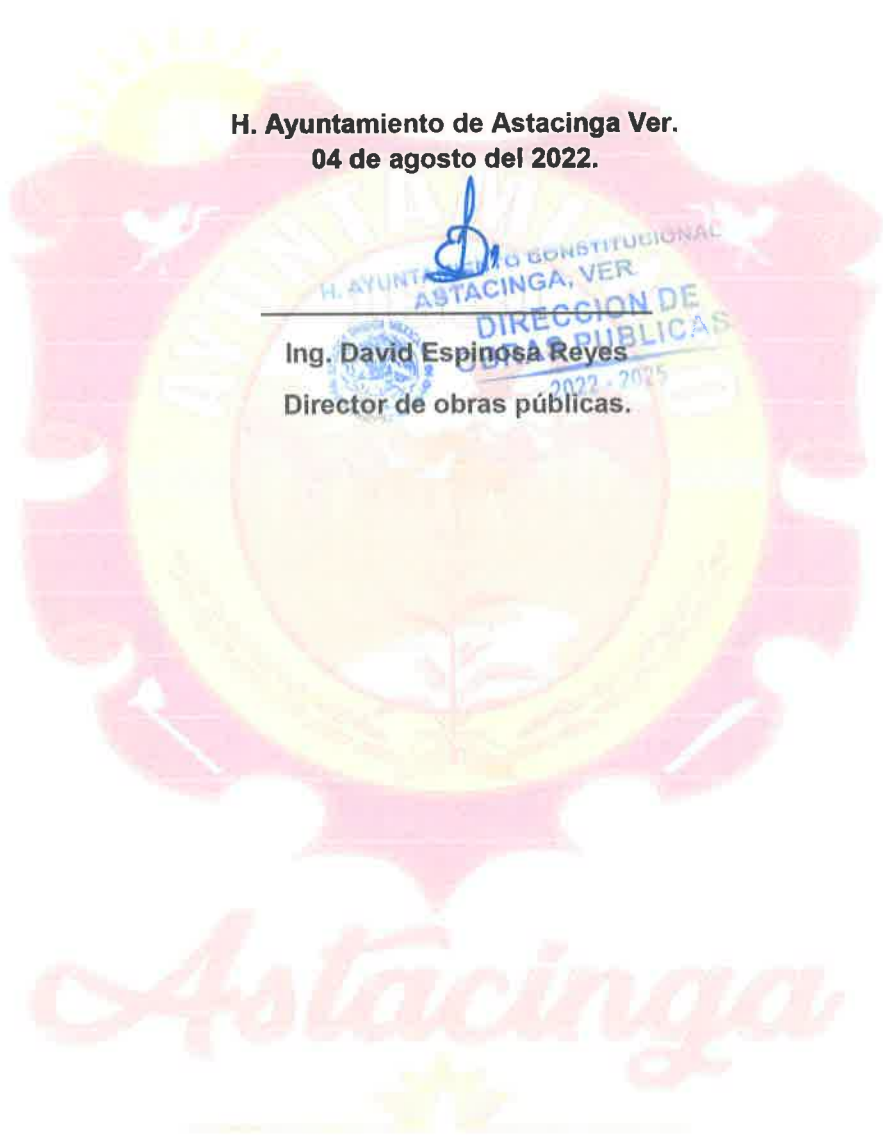 H. Ayuntamiento de Astacinga Ver.
04 de agosto del 2022.
H. AYUNTAMIENTO CONSTITUCIONAL
ASTACINGA, VER
DIRECCION DE
OBRAS PUBLICAS
2022 - 2025
Ing. David Espinosa Reyes
Director de obras públicas.
AYUNTAMI
Astacinga